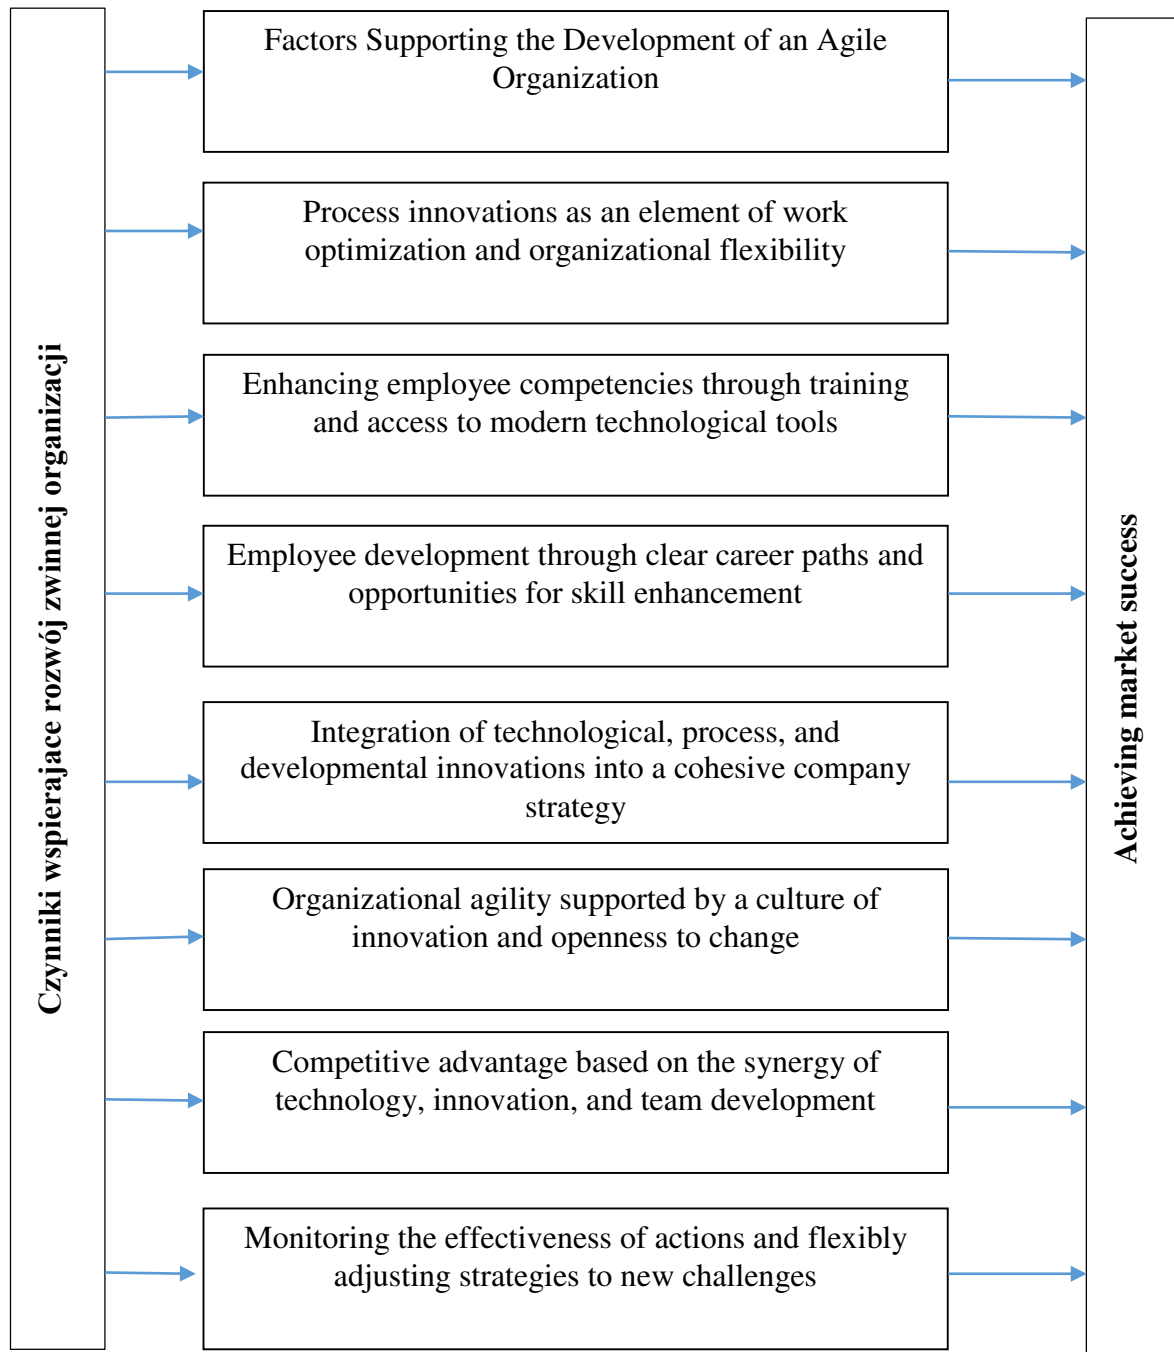 Czynniki wspierajace rozwój zwinnej organizacji
Factors Supporting the Development of an Agile
Organization
Process innovations as an element of work
optimization and organizational flexibility
Enhancing employee competencies through training
and access to modern technological tools
Employee development through clear career paths and
opportunities for skill enhancement
Integration of technological, process, and
developmental innovations into a cohesive company
strategy
Organizational agility supported by a culture of
innovation and openness to change
Competitive advantage based on the synergy of
technology, innovation, and team development
Monitoring the effectiveness of actions and flexibly
adjusting strategies to new challenges
Achieving market success